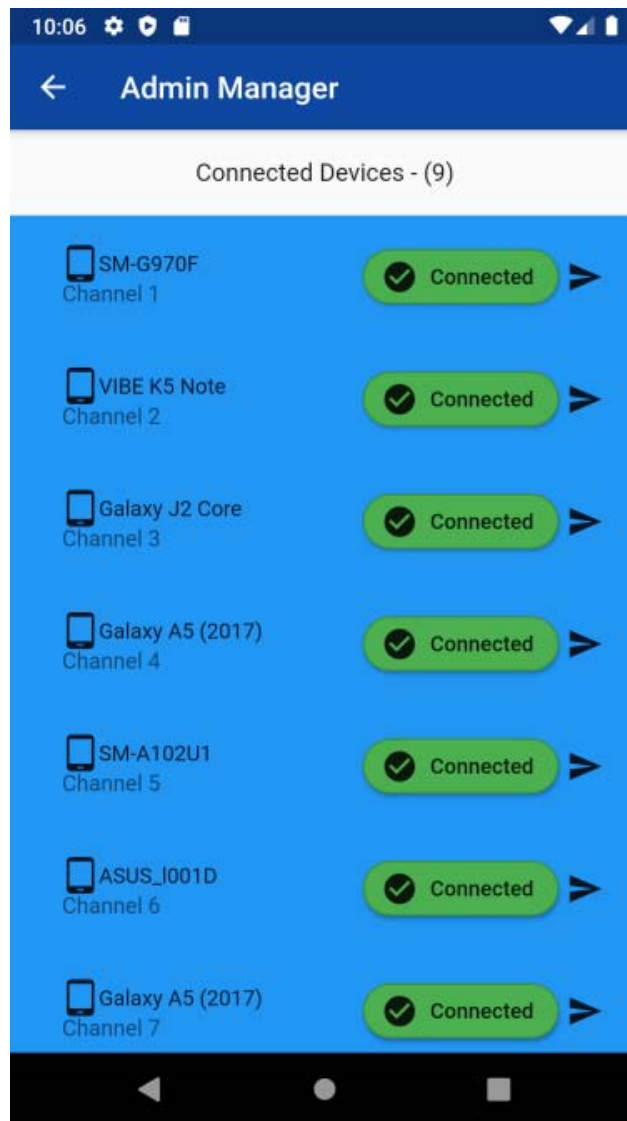 10:06
Admin Manager
Connected Devices - (9)
SM-G970F
Channel 1
Connected
VIBE K5 Note
Channel 2
Connected
Galaxy J2 Core
Channel 3
Connected
Galaxy A5 (2017)
Channel 4
Connected
SM-A102U1
Channel 5
Connected
ASUS_I001D
Channel 6
Connected
Galaxy A5 (2017)
Channel 7
Connected